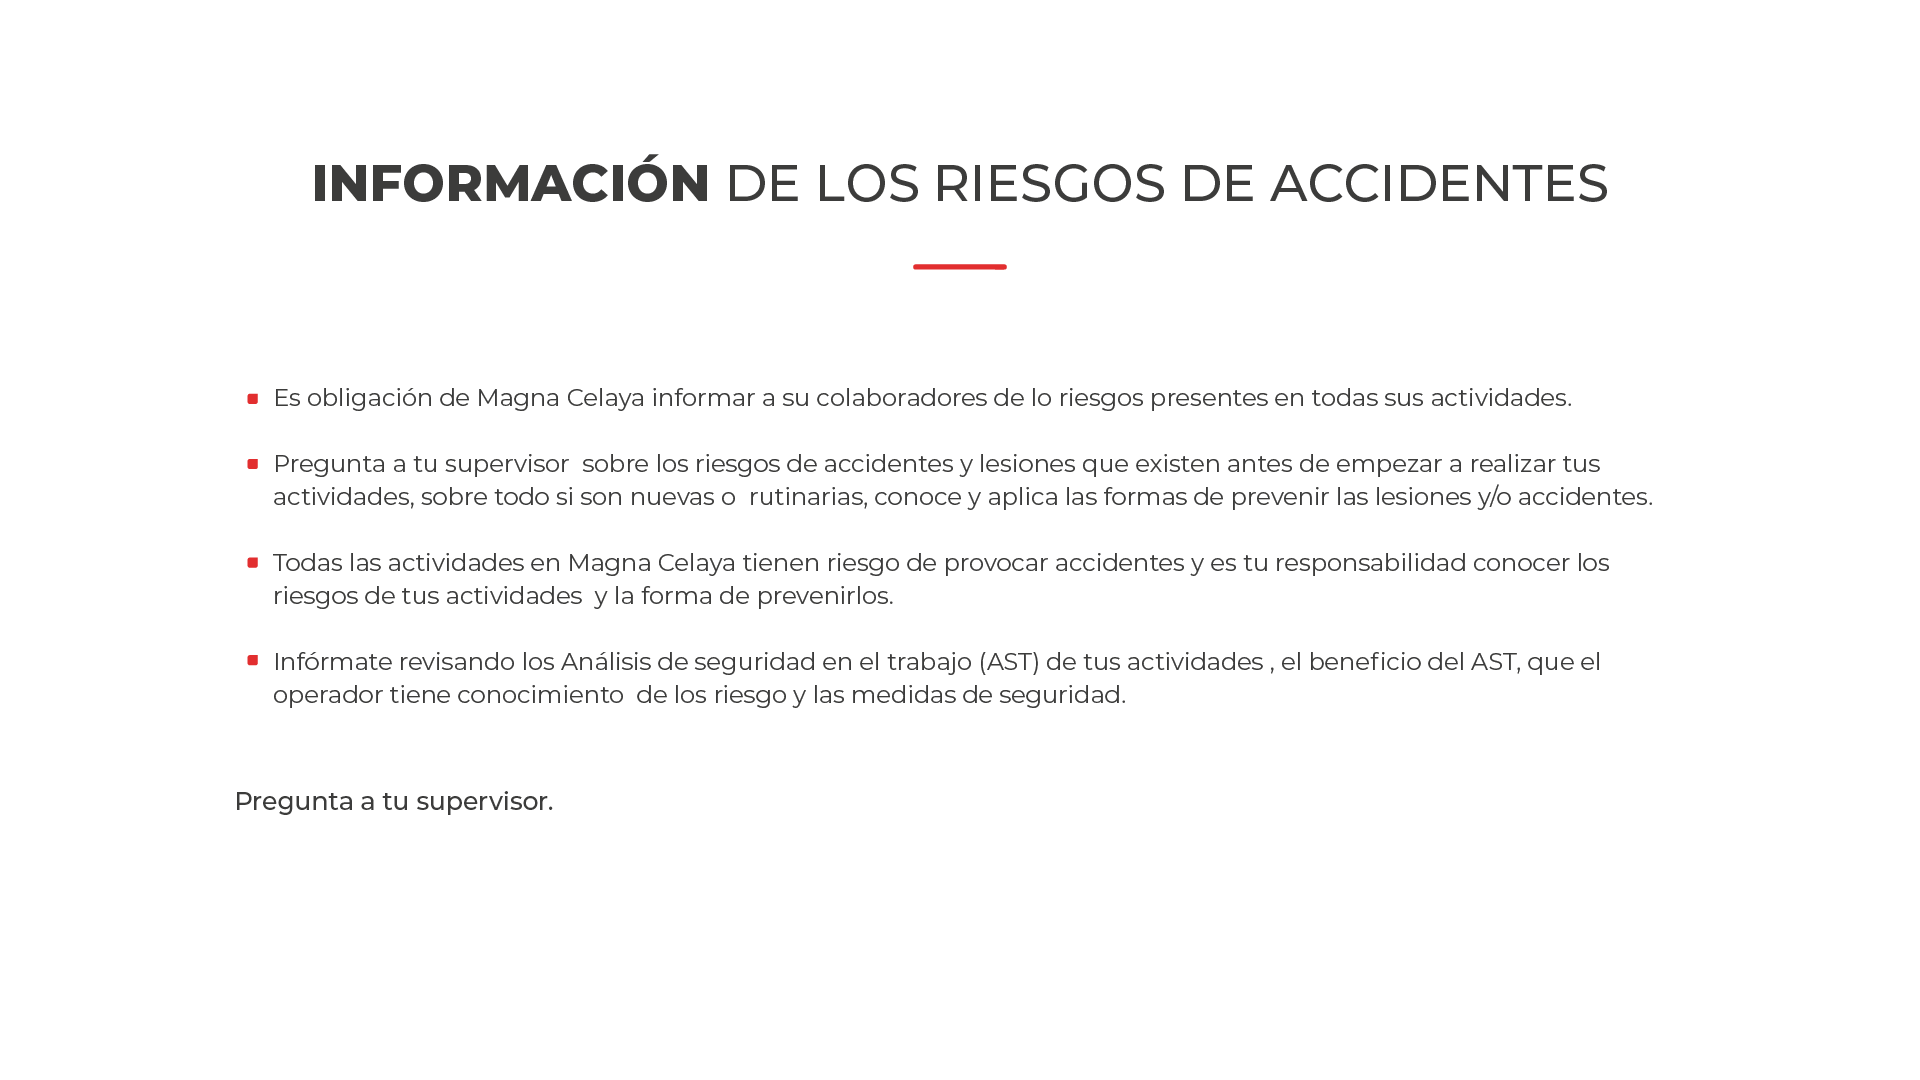 INFORMACIÓN DE LOS RIESGOS DE ACCIDENTES
Es obligación de Magna Celaya informar a su colaboradores de lo riesgos presentes en todas sus actividades.
Pregunta a tu supervisor  sobre los riesgos de accidentes y lesiones que existen antes de empezar a realizar tus
actividades, sobre todo si son nuevas o  rutinarias, conoce y aplica las formas de prevenir las lesiones y/o accidentes.
Todas las actividades en Magna Celaya tienen riesgo de provocar accidentes y es tu responsabilidad conocer los
riesgos de tus actividades  y la forma de prevenirlos.
Infórmate revisando los Análisis de seguridad en el trabajo (AST) de tus actividades , el beneficio del AST, que el
operador tiene conocimiento  de los riesgo y las medidas de seguridad.
Pregunta a tu supervisor.